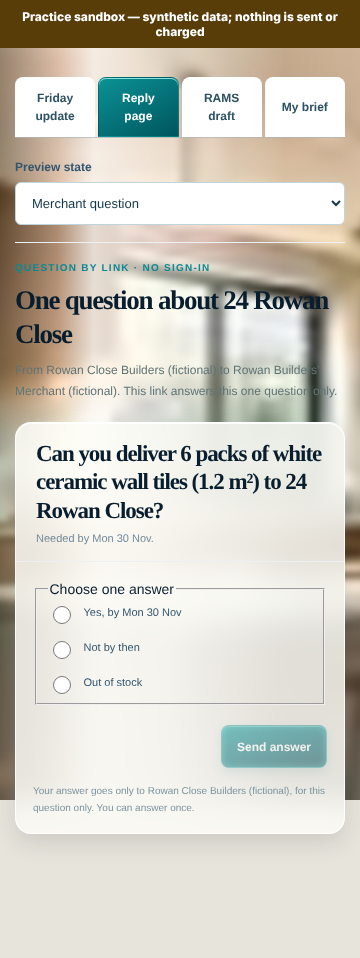 Practice sandbox — synthetic data; nothing is sent or
charged
Friday
update
Reply
page
RAMS
draft
My brief
Preview state
Merchant question
QUESTION BY LINK · NO SIGN-IN
One question about 24 Rowan
Close
From Rowan Close Builders (fictional) to Rowan Builders'
Merchant (fictional). This link answers this one question only.
Can you deliver 6 packs of white
ceramic wall tiles (1.2 m²) to 24
Rowan Close?
Needed by Mon 30 Nov.
Choose one answer
Yes, by Mon 30 Nov
Not by then
Out of stock
Send answer
Your answer goes only to Rowan Close Builders (fictional), for this
question only. You can answer once.